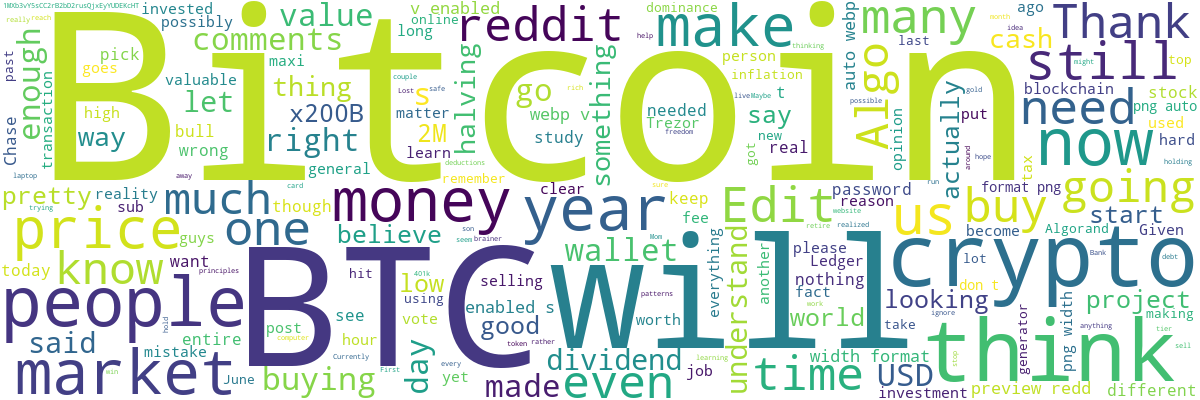 Bitcoin
BTC
will
crypto
think
people
market
money
year
price
know
much
one
reddit
make
many
Thank
still
need
now
going
buy
us
Edit
Algo
even
time
USD
wallet
dividend
made
buying
said
believe
good
day
low
right
way
let
thing
value
comments
enough
x200B
2M
s
go
something
halving
say
actually
understand
world
looking
start
project
different
preview redd
width format
png width
format png
auto webp
png auto
webp v
v enabled
enabled s
pretty
cash
blockchain
stock
top
used
hard
put
tax
opinion
real
new
got
t
live
Maybe
possible
inflation
person
dominance
needed
Trezor
freedom
study
online
long
last
ago
month
idea
might
gold
around
hope
holding
thinking
help
couple
Lost
safe
rich
invested
possibly
maxi
pick
goes
valuable
high
bull
wrong
general
matter
learn
remember
deductions
transaction
past
Chase
laptop
away
card
really
reach
reality
though
sub
guys
want
today
trying
principles
hold
entire
mistake
June
win
computer
post
hour
see
hit
using
vote
yet
401k
Currently
First
every
token
rather
selling
clear
son
seem
brainer
Mom
patterns
worth
job
learning
keep
fee
sure
everything
another
password
website
reason
retire
realized
run
please
Ledger
nothing
fact
work
take
ignore
become
Algorand
Given
lot
Bank
debt
don t
anything
making
tier
sell
stop
generator
investment